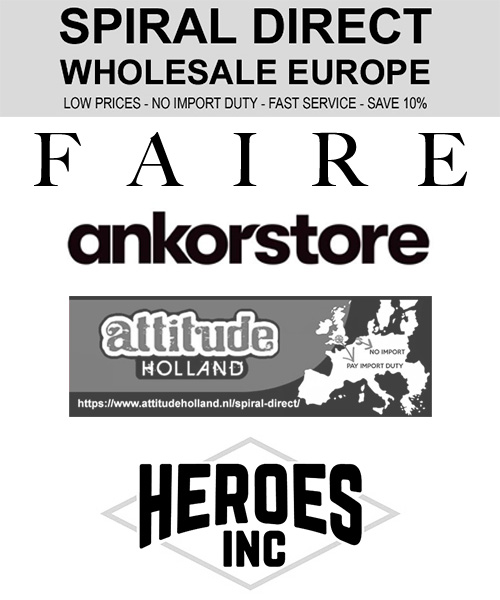 SPIRAL DIRECT
WHOLESALE EUROPE
LOW PRICES - NO IMPORT DUTY - FAST SERVICE - SAVE 10%
FAIRE
ankorstore
attitude
HOLLAND
NO IMPORT
PAY IMPORT DUTY
https://www.attitudeholland.nl/spiral-direct/
HEROES
INC